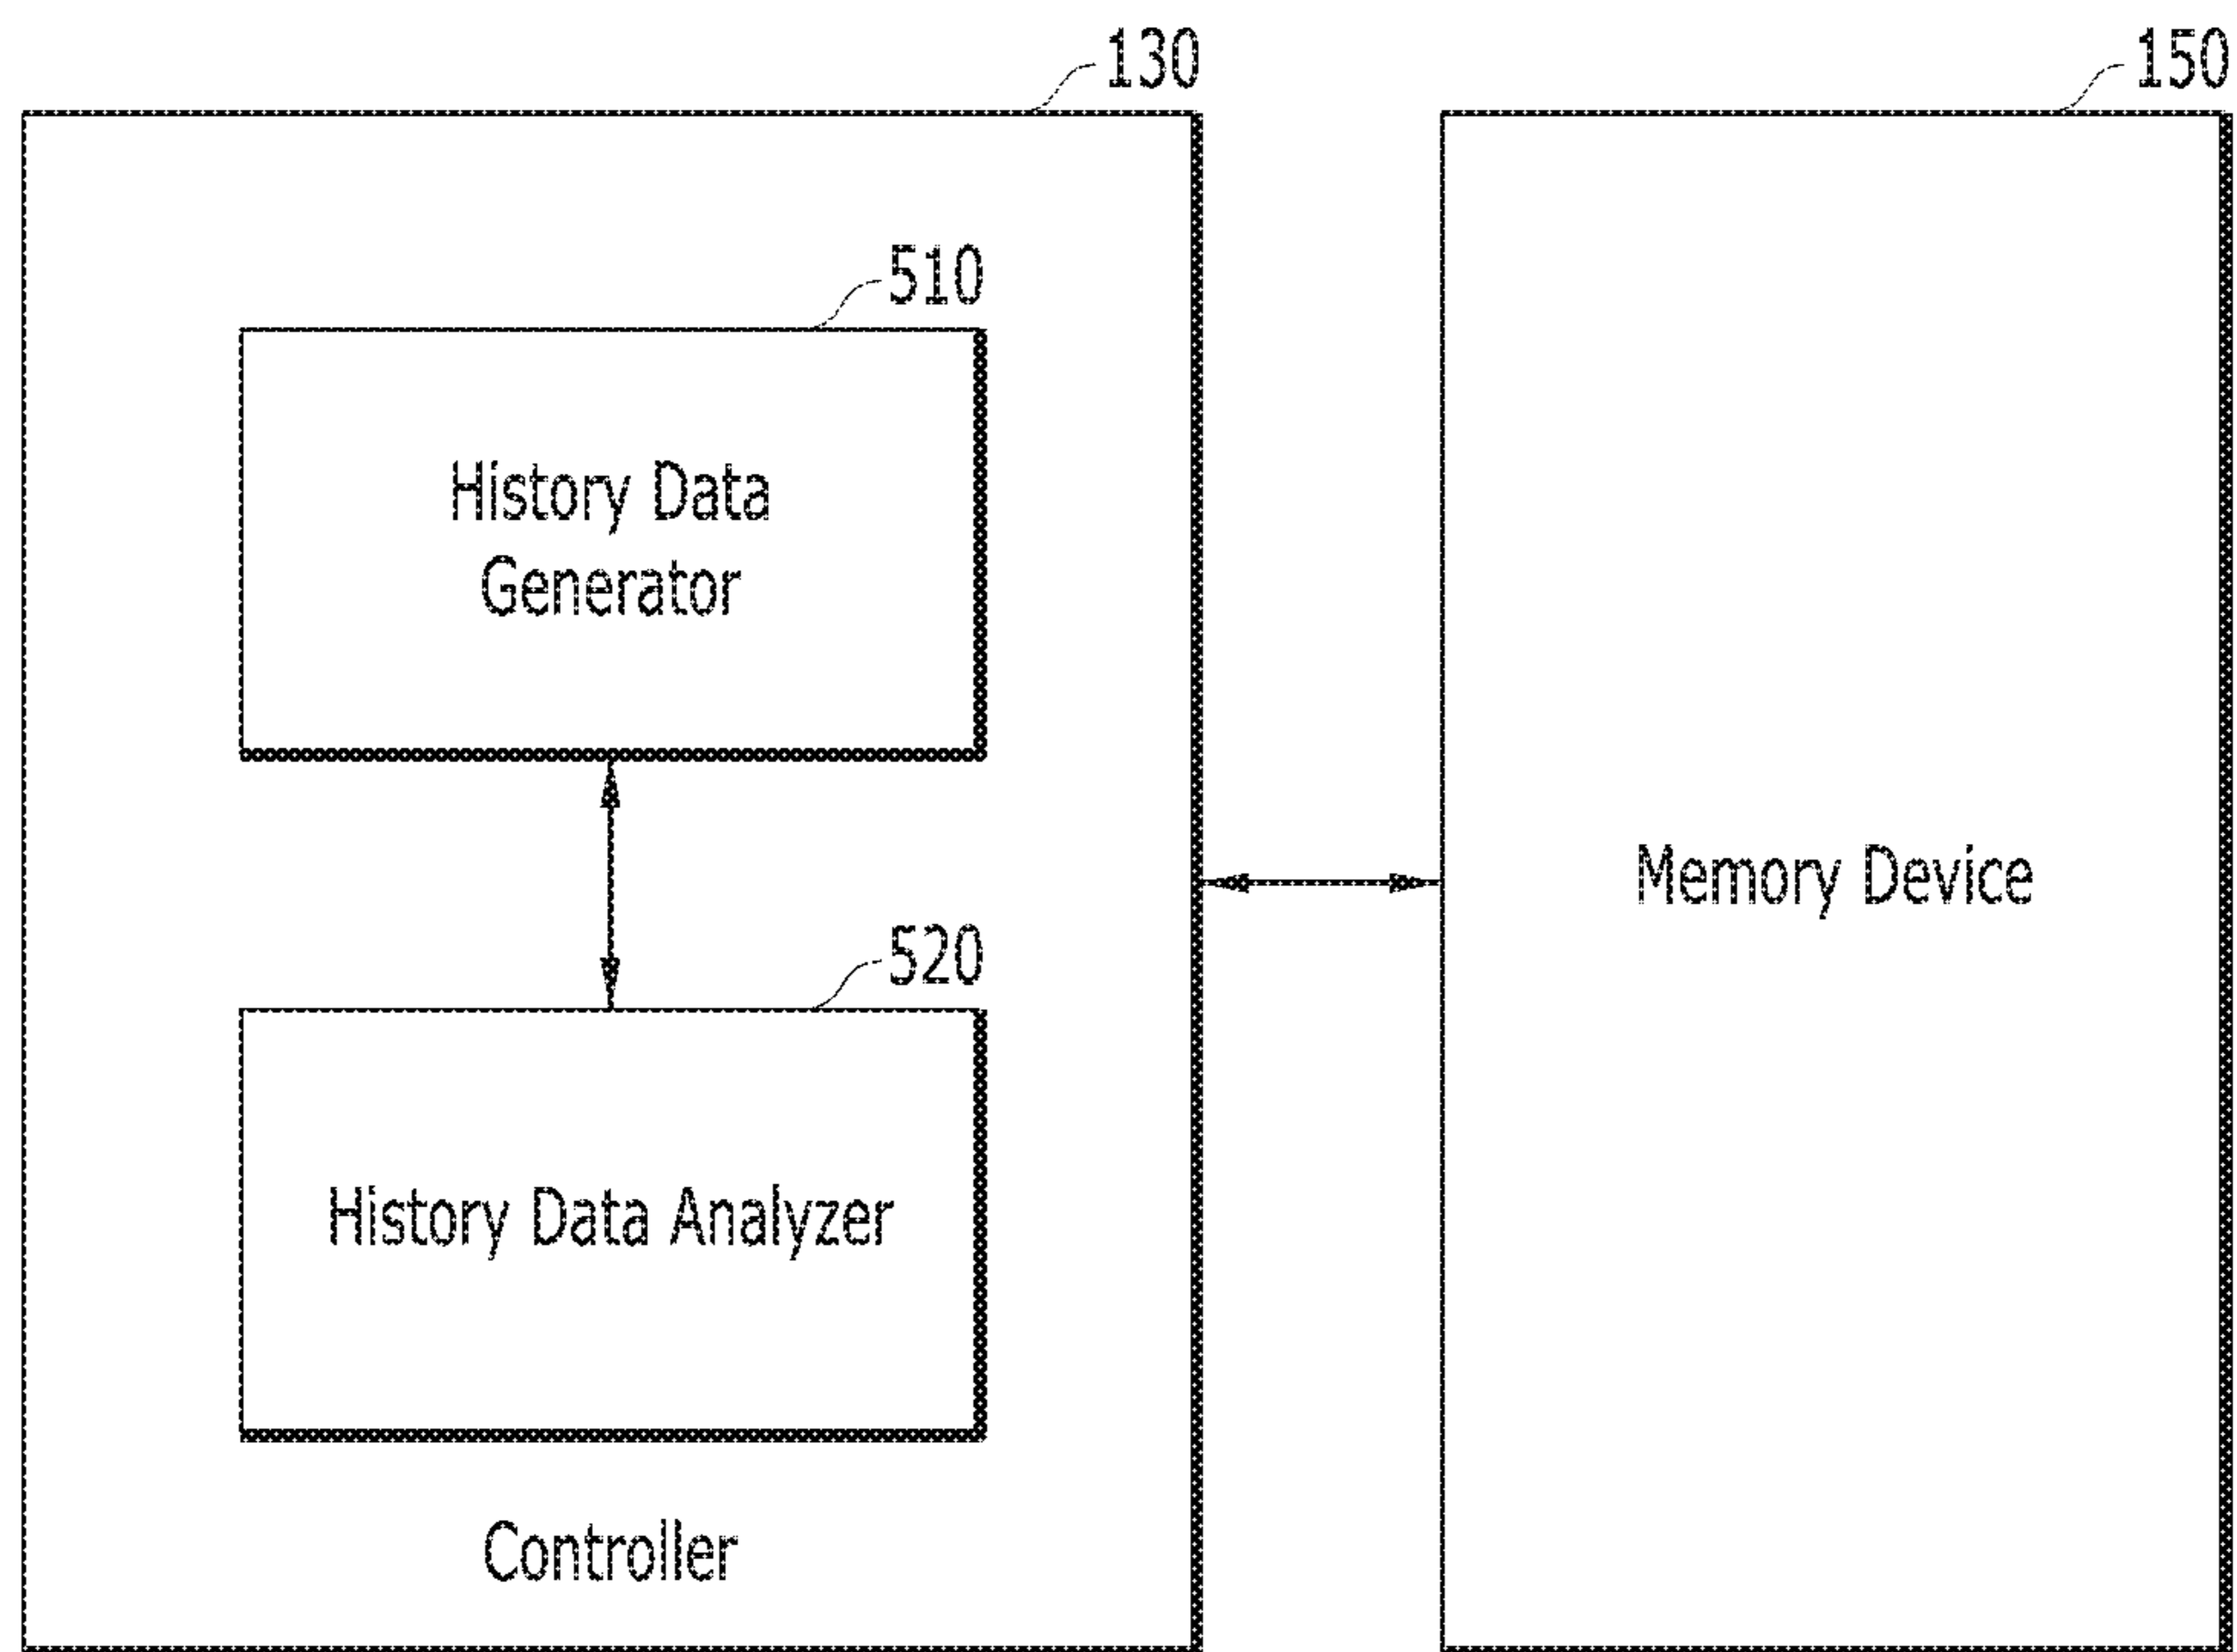 130
150
510
History Data
Generator
Memory Device
520
History Data Analyzer
Controller